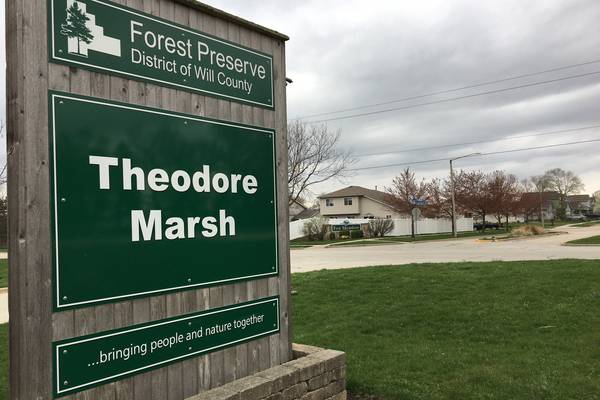 Forest Preserve
District of Will County
Theodore
Marsh
...bringing people and nature together